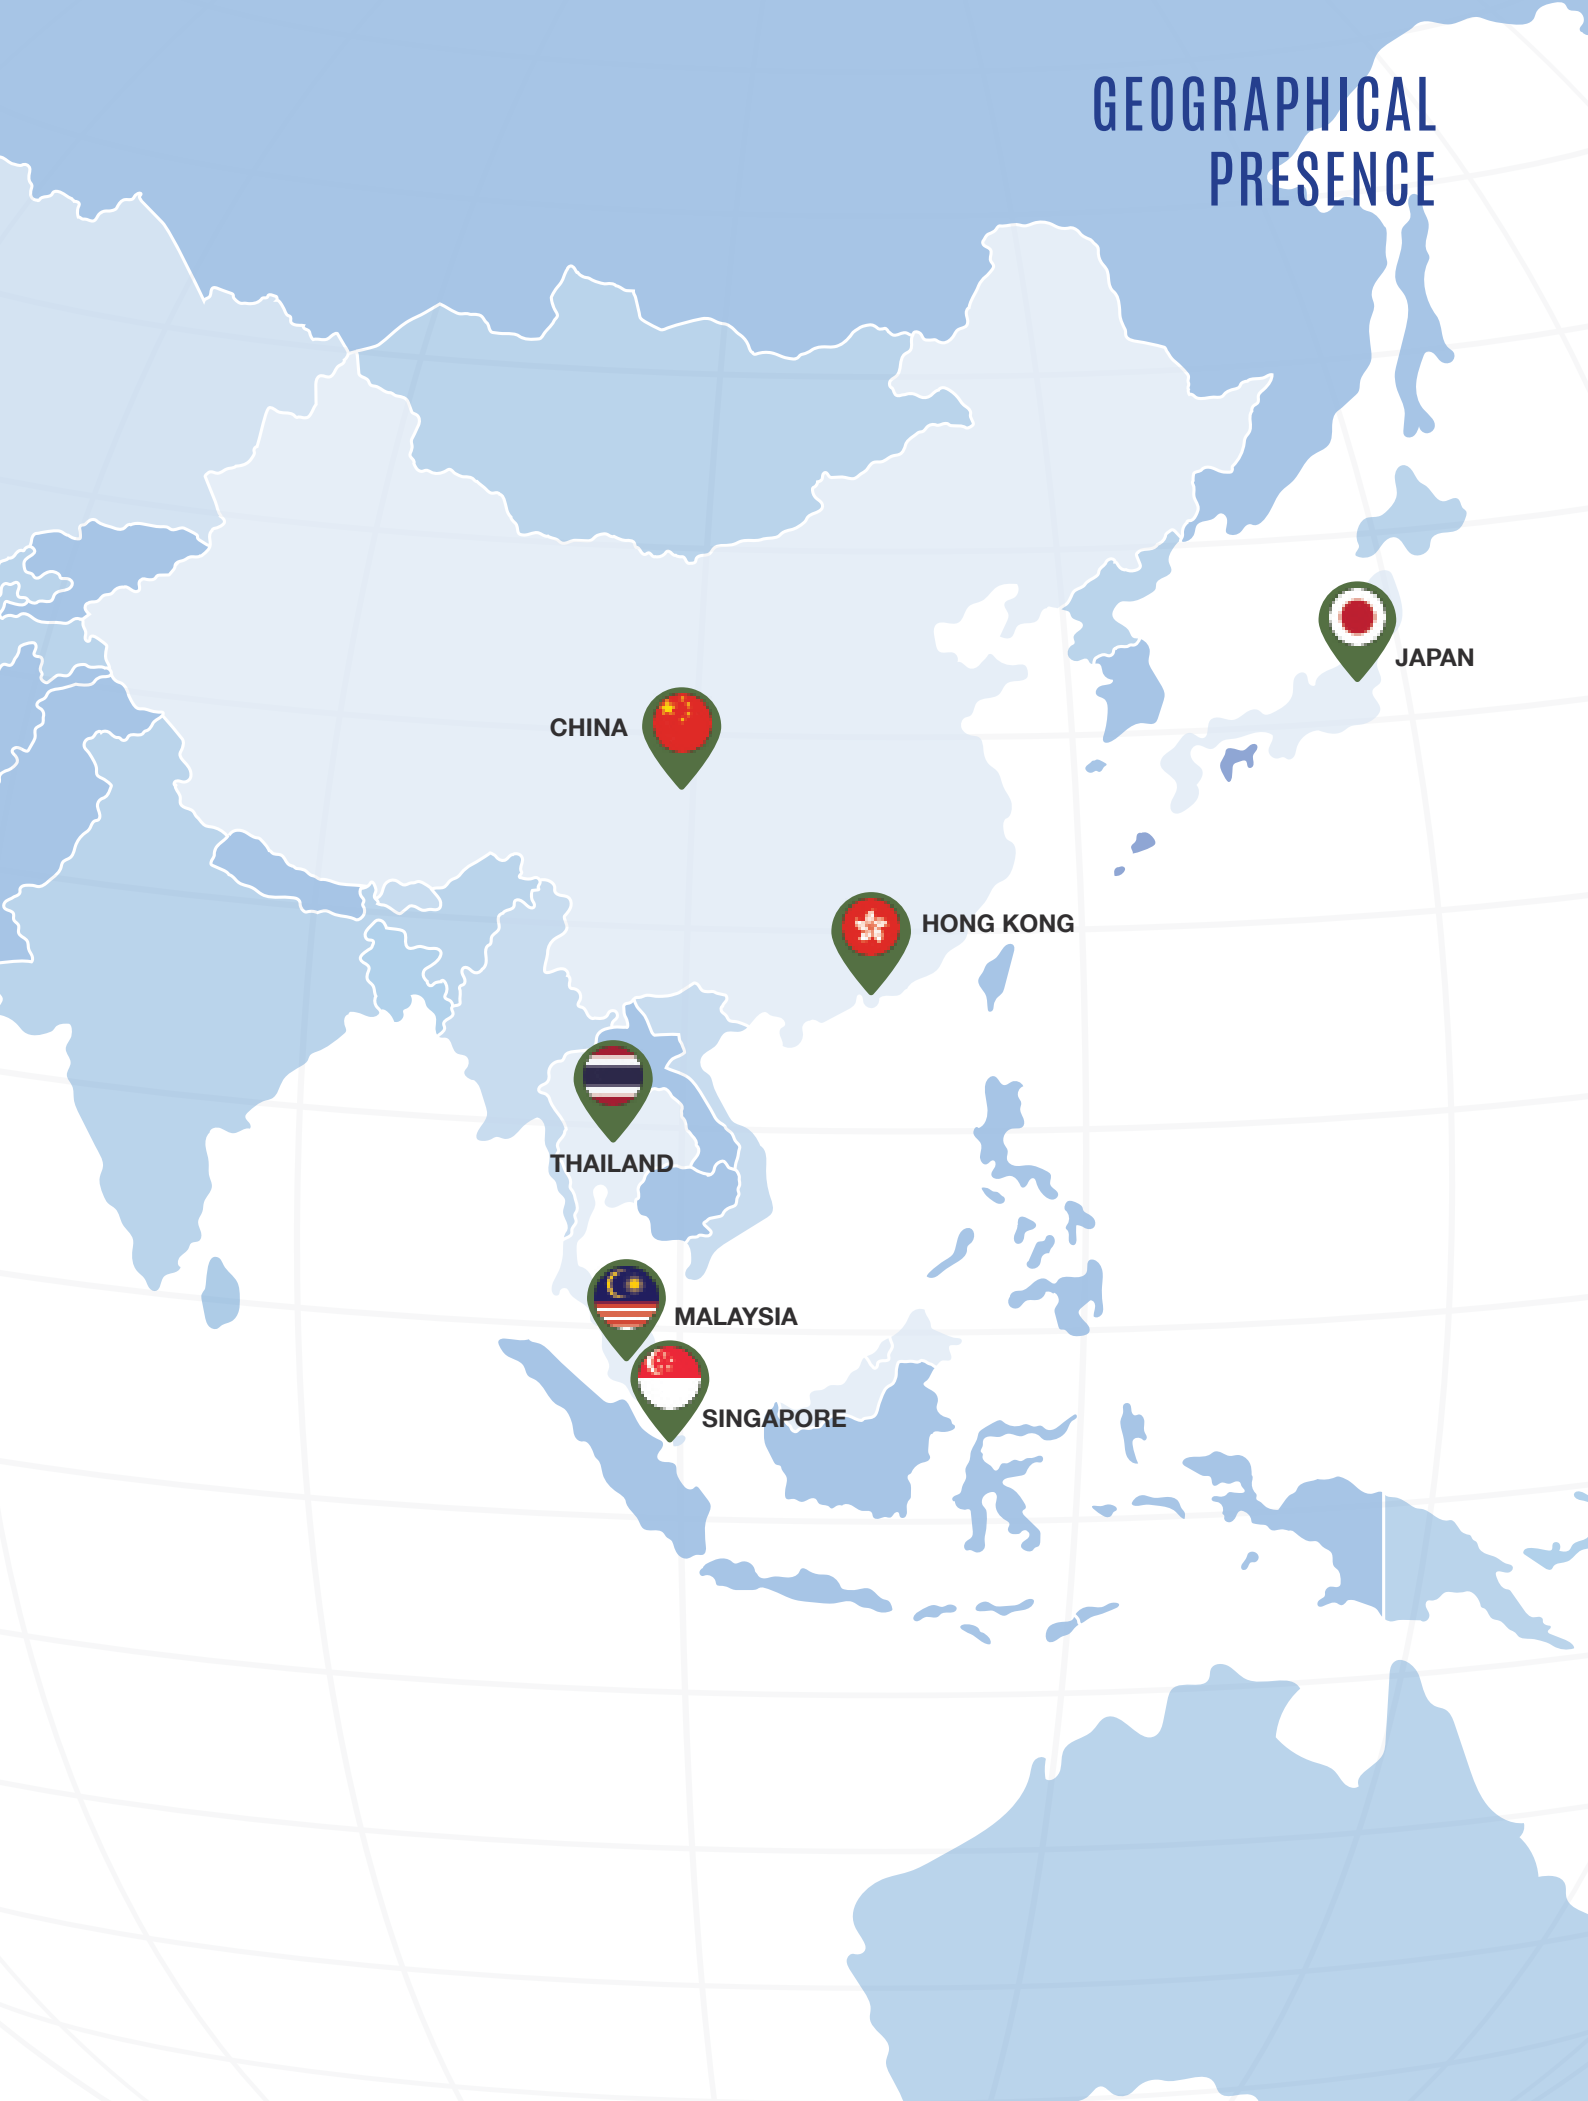 GEOGRAPHICAL
PRESENCE
JAPAN
CHINA
HONG KONG
THAILAND
MALAYSIA
SINGAPORE